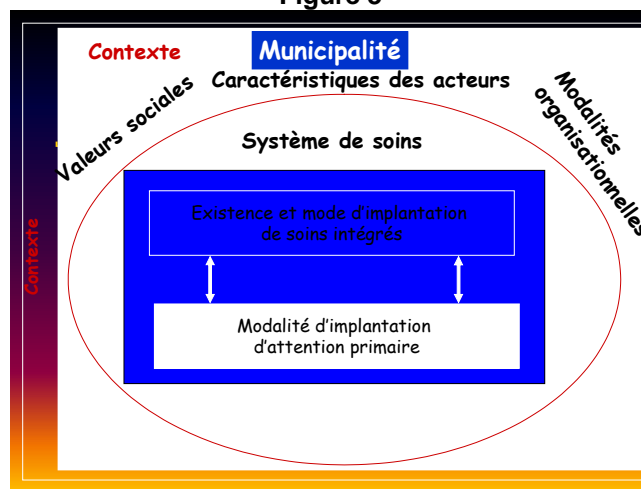 Contexte
Municipalité
Caractéristiques des acteurs
Valeurs sociales
Modalités
organisationnelles
Système de soins
Existence et mode d'implantation
de soins intégrés
Modalité d'implantation
d'attention primaire
Contexte